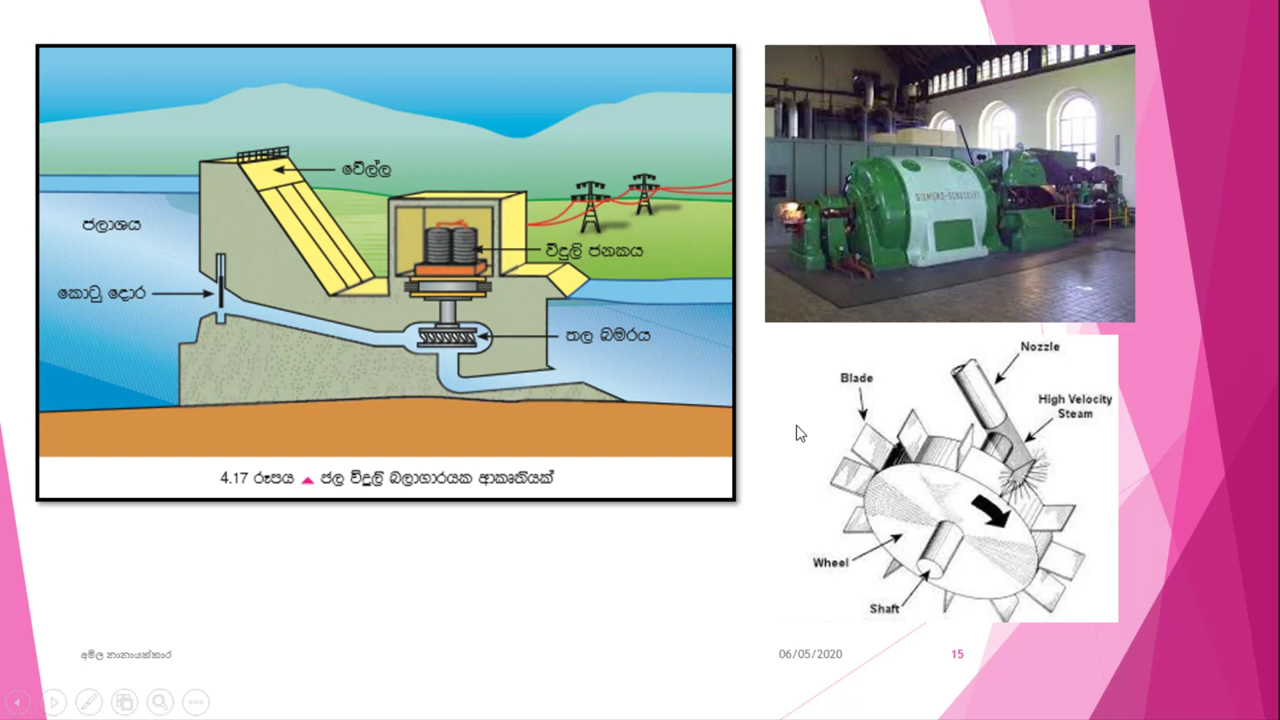 වේල්ල
ජලාශය
විදුලි ජනකය
කොටු දොර
තල බමරය
4.17 රූපය ▲ ජල විදුලි බලාගාරයක ආකෘතියක්
SIEMENS-SCHUCKERT
Nozzle
Blade
High Velocity
Steam
Wheel
Shaft
අමිල නානායක්කාර
06/05/2020
15